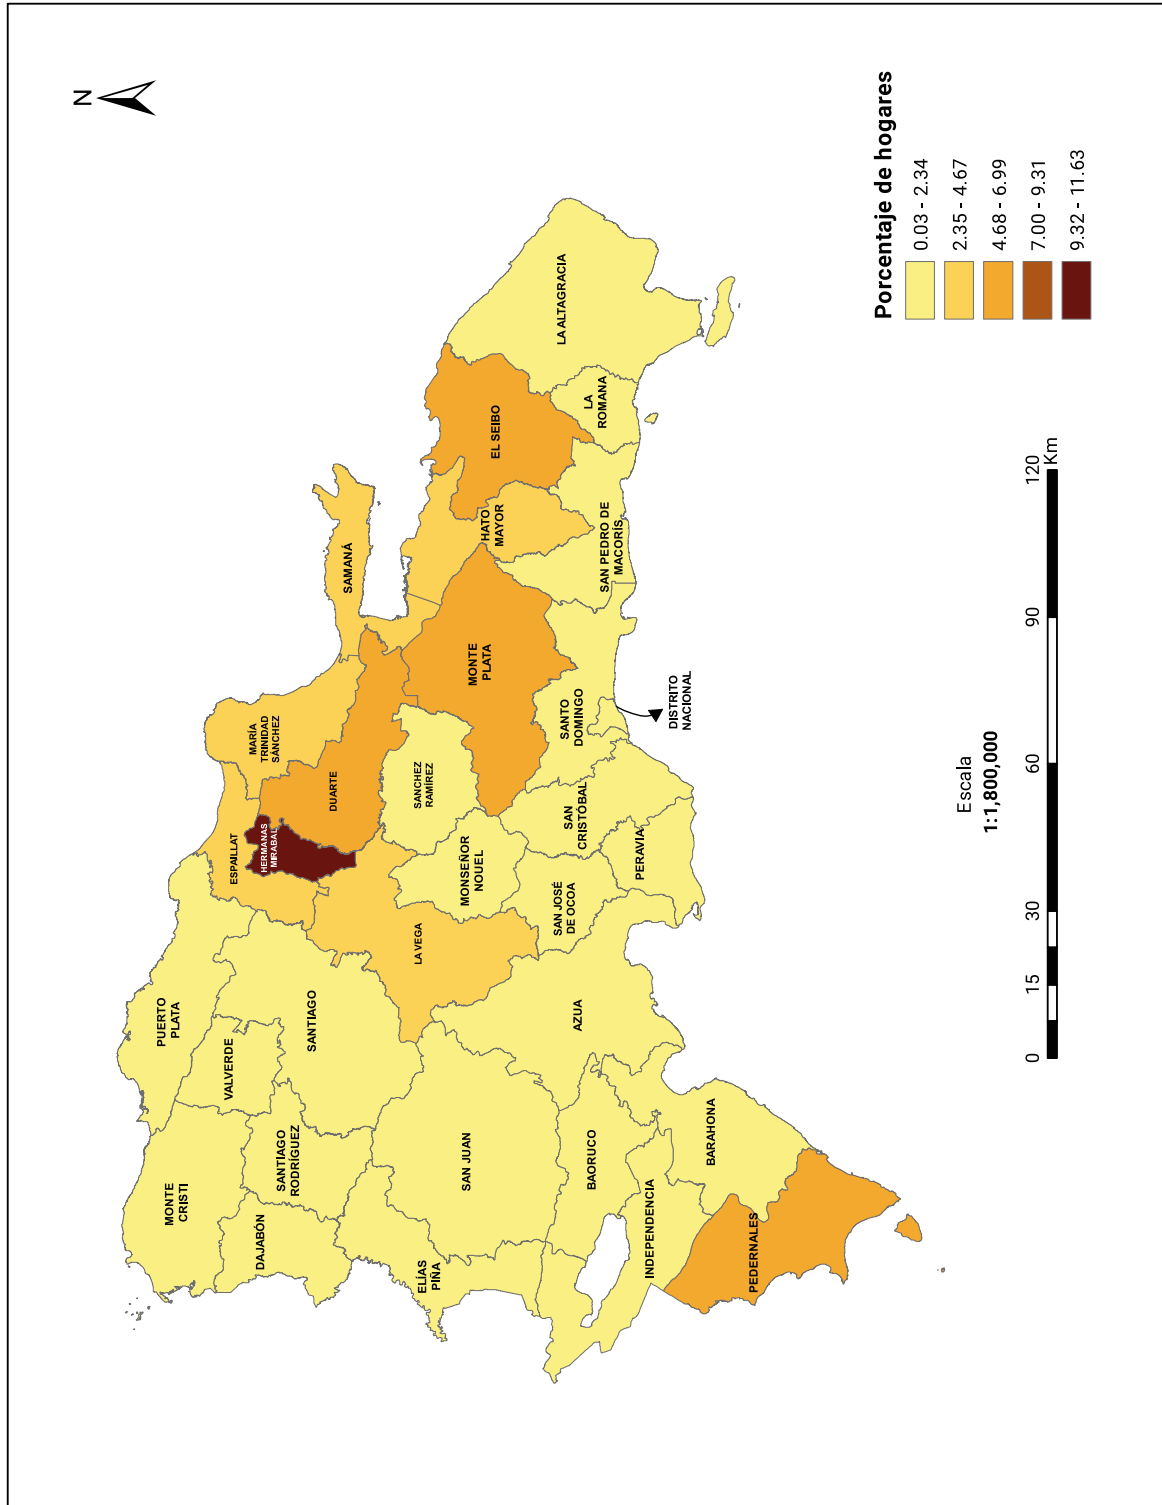 N
PUERTO
PLATA
MONTE
CRISTI
VALVERDE
ESPAILLAT
MARÍA
TRINIDAD
SÁNCHEZ
HERMANAS
MIRABAL
DAJABÓN
SANTIAGO
RODRÍGUEZ
SANTIAGO
DUARTE
SAMANÁ
LA VEGA
SANCHEZ
RAMÍREZ
ELÍAS
PIÑA
SAN JUAN
MONSEÑOR
NOUEL
MONTE
PLATA
HATO
MAYOR
EL SEIBO
LA ALTAGRACIA
AZUA
SAN JOSÉ
DE OCOA
SAN
CRISTÓBAL
SANTO
DOMINGO
SAN PEDRO DE
MACORÍS
LA
ROMANA
BAORUCO
PERAVIA
INDEPENDENCIA
DISTRITO
NACIONAL
BARAHONA
PEDERNALES
Porcentaje de hogares
0.03 - 2.34
2.35 - 4.67
4.68 - 6.99
7.00 - 9.31
9.32 - 11.63
Escala
1:1,800,000
0 15 30 60 90 120
Km